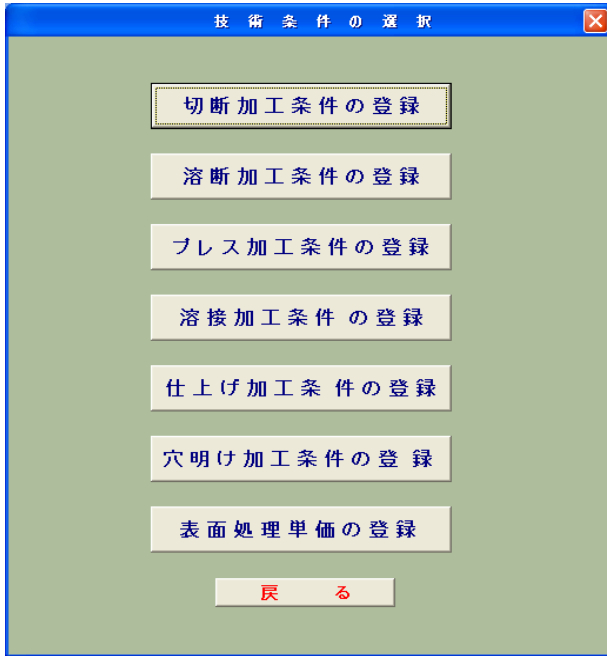 技術条件の選択
切断加工条件の登録
溶断加工条件の登録
プレス加工条件の登録
溶接加工条件 の登録
仕上げ加工条 件の登録
穴明け加工条件の登 録
表面処理単価の登録
戻 る